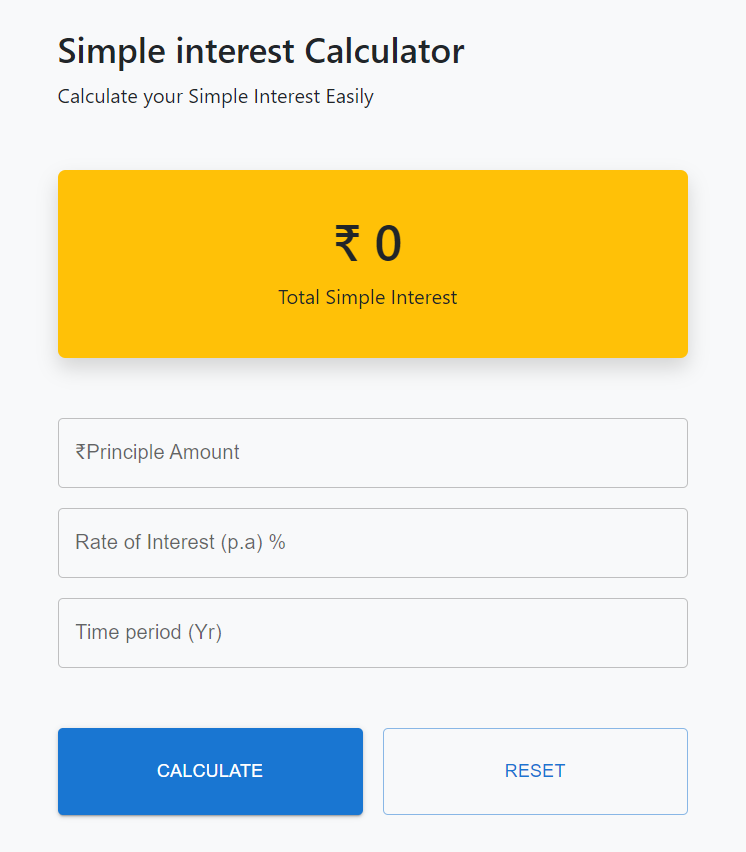 Simple interest Calculator
Calculate your Simple Interest Easily
₹ 0
Total Simple Interest
₹Principle Amount
Rate of Interest (p.a) %
Time period (Yr)
CALCULATE
RESET